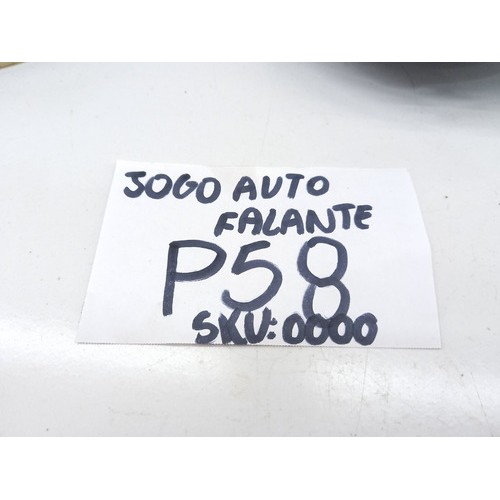 JOGO AUTO
FALANTE
P58
SKU:0000